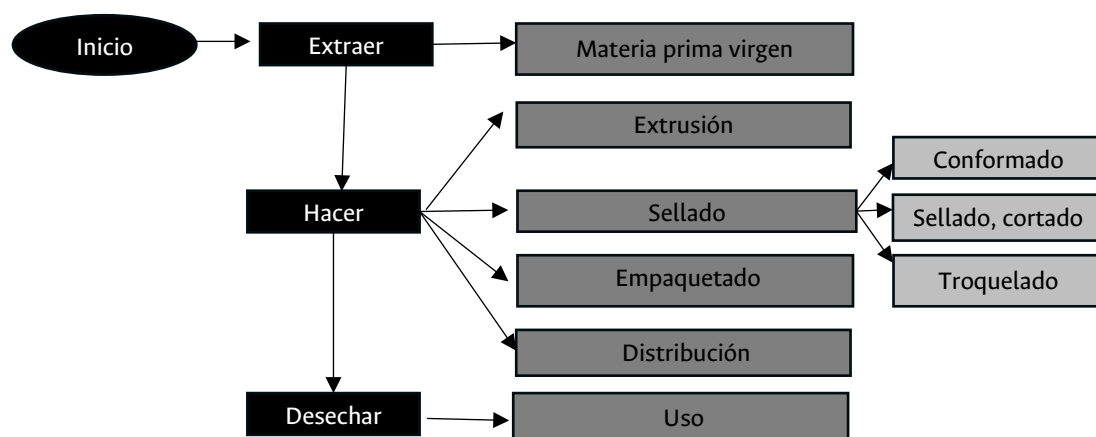 Inicio
Extraer
Materia prima virgen
Extrusión
Conformado
Hacer
Sellado
Sellado, cortado
Empaquetado
Troquelado
Distribución
Desechar
Uso